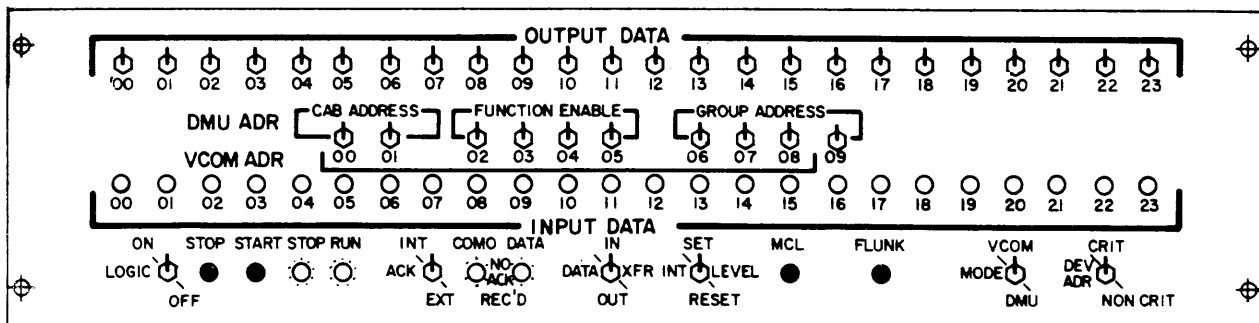 OUTPUT DATA
00 01 02 03 04 05 06 07 08 09 10 11 12 13 14 15 16 17 18 19 20 21 22 23
DMU ADR CAB ADDRESS FUNCTION ENABLE GROUP ADDRESS
00 01 02 03 04 05 06 07 08 09
VCOM ADR
00 01 02 03 04 05 06 07 08 09 10 11 12 13 14 15 16 17 18 19 20 21 22 23
INPUT DATA
ON STOP START STOP RUN INT COMO DATA IN SET MCL FLUNK VCOM CRIT
LOGIC ACK NO ACK DATA XFR INT LEVEL MODE DEV ADR
OFF EXT REC'D OUT RESET DMU NON CRIT